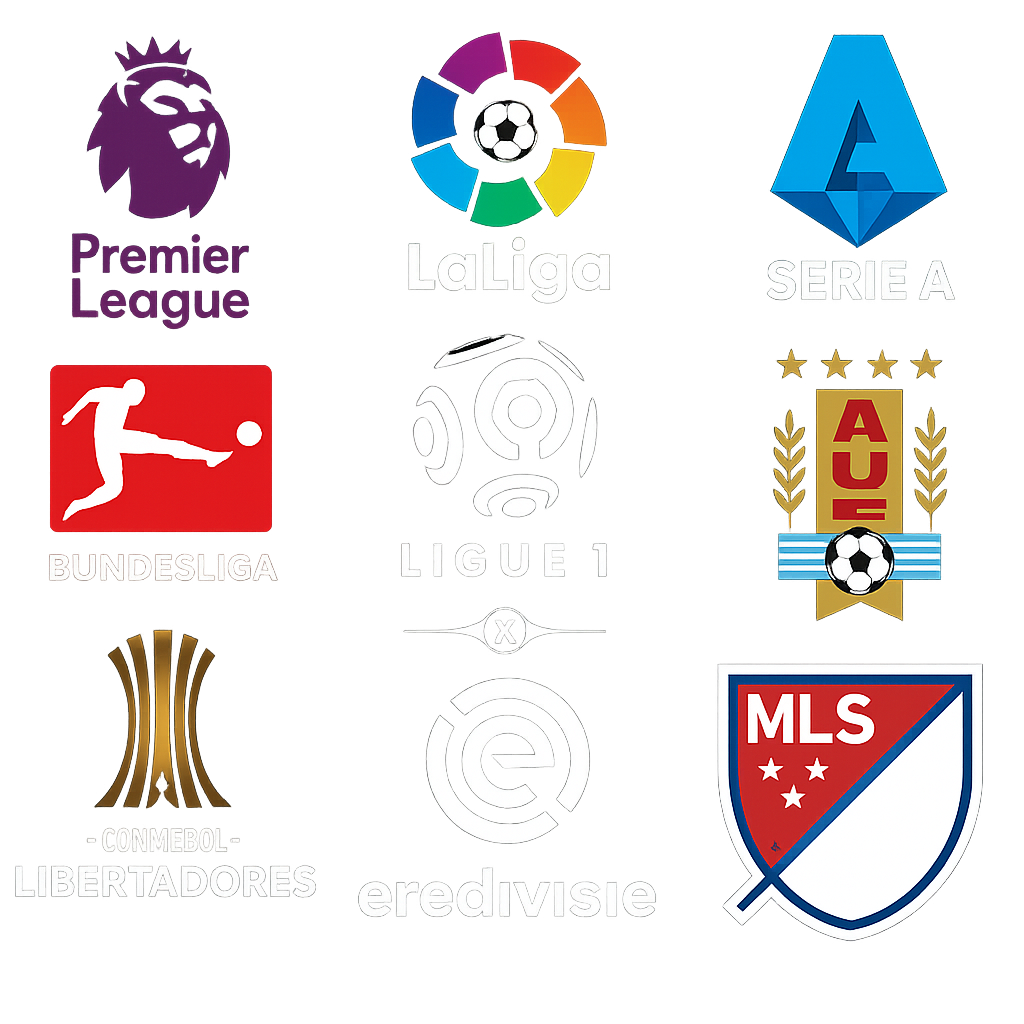 Premier
League
LaLiga
SERIE A
BUNDESLIGA
LIGUE 1
AUF
X
-CONMEBOL-
LIBERTADORES
eredivisie
MLS